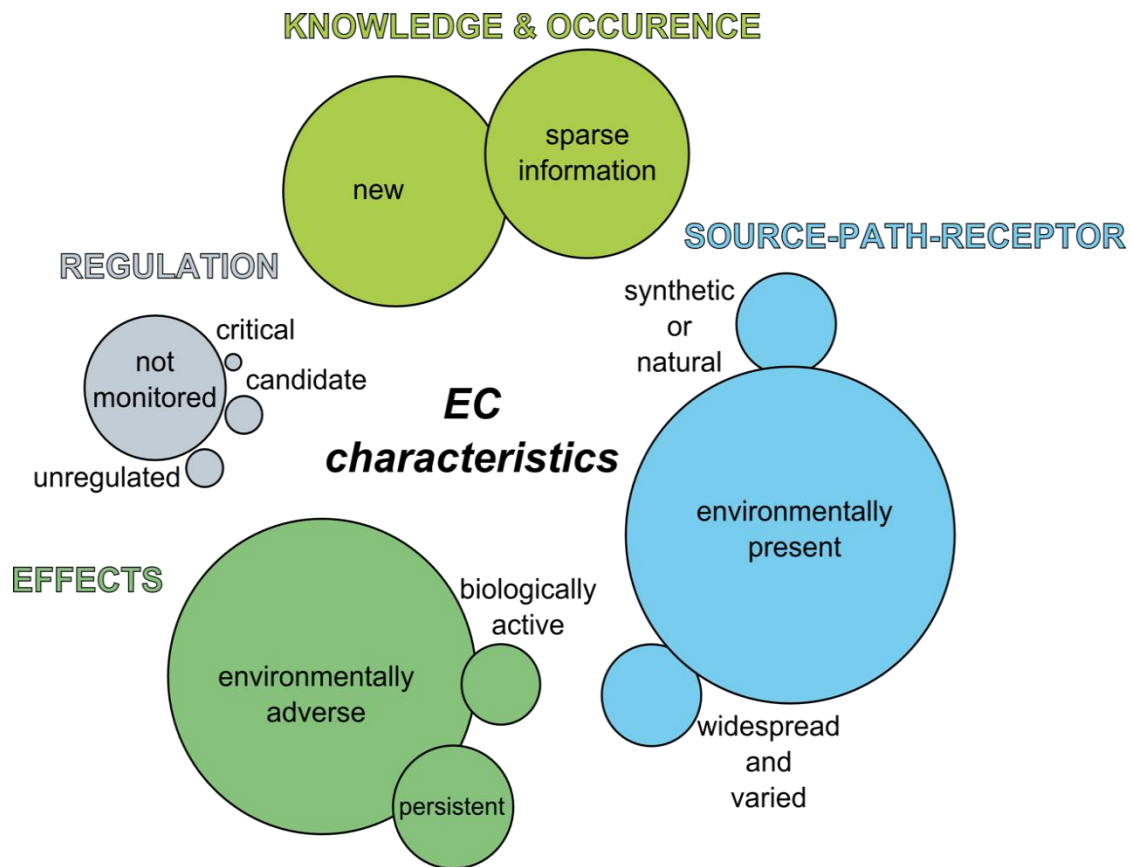 KNOWLEDGE & OCCURENCE
new
sparse
information
SOURCE-PATH-RECEPTOR
synthetic
or
natural
environmentally
present
widespread
and
varied
REGULATION
critical
not
monitored
candidate
unregulated
EC
characteristics
EFFECTS
biologically
active
environmentally
adverse
persistent